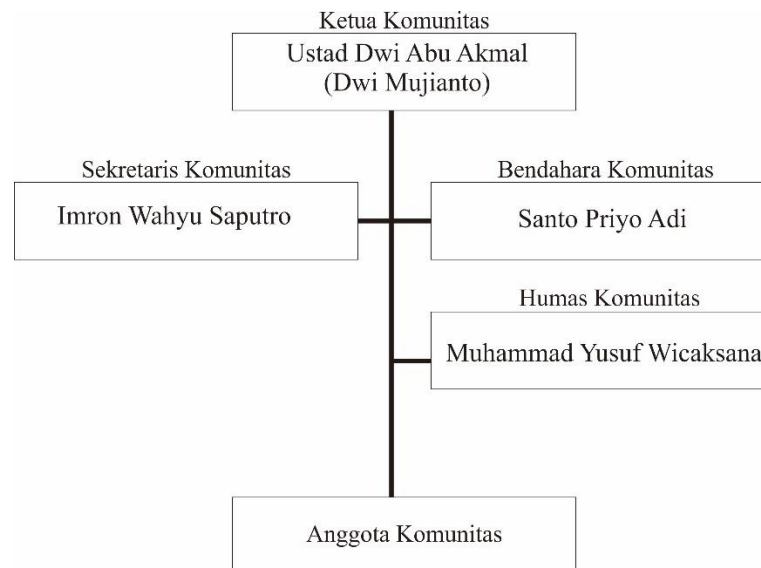 Ketua Komunitas
Ustad Dwi Abu Akmal
(Dwi Mujianto)
Sekretaris Komunitas
Imron Wahyu Saputro
Bendahara Komunitas
Santo Priyo Adi
Humas Komunitas
Muhammad Yusuf Wicaksana
Anggota Komunitas